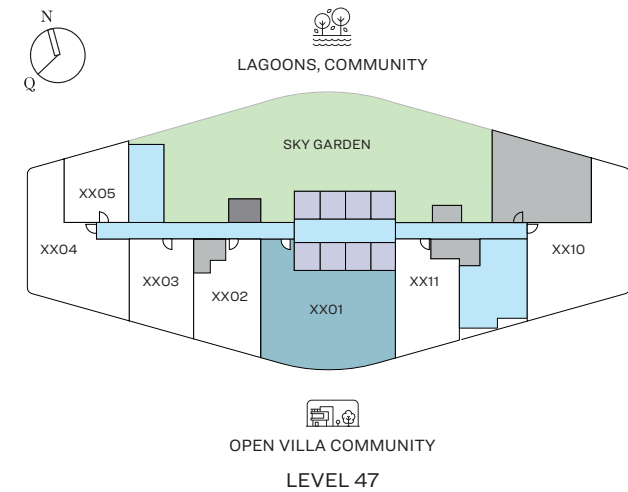 N
Q
LAGOONS, COMMUNITY
SKY GARDEN
XX05
XX04
XX03
XX02
XX01
XX11
XX10
OPEN VILLA COMMUNITY
LEVEL 47